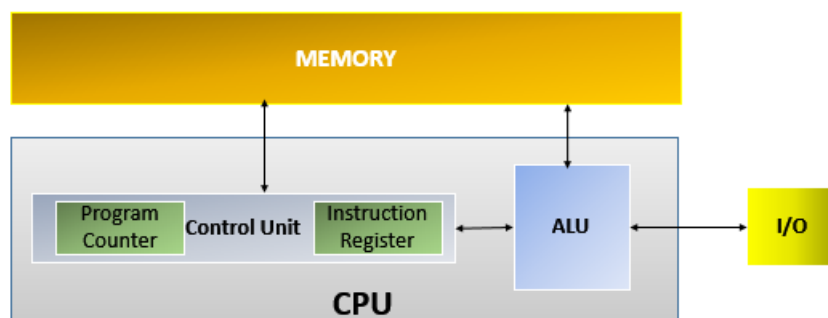 MEMORY
Program
Counter
Control Unit
Instruction
Register
ALU
I/O
CPU